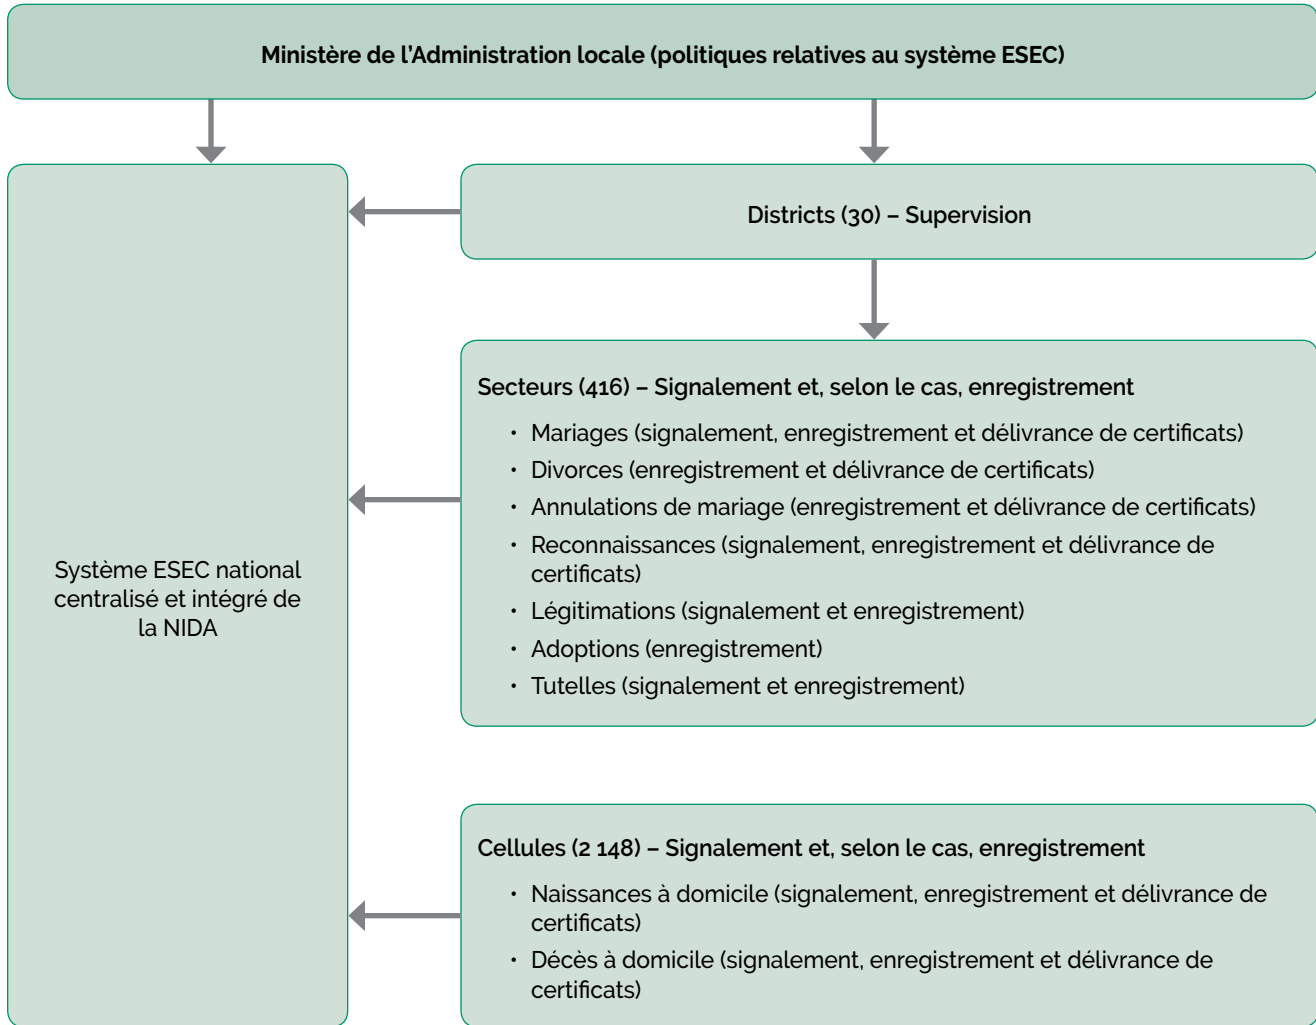 Ministère de l'Administration locale (politiques relatives au système ESEC)
Districts (30) – Supervision
Secteurs (416) – Signalement et, selon le cas, enregistrement
• Mariages (signalement, enregistrement et délivrance de certificats)
• Divorces (enregistrement et délivrance de certificats)
• Annulations de mariage (enregistrement et délivrance de certificats)
• Reconnaissances (signalement, enregistrement et délivrance de
certificats)
• Légitimations (signalement et enregistrement)
• Adoptions (enregistrement)
• Tutelles (signalement et enregistrement)
Système ESEC national
centralisé et intégré de
la NIDA
Cellules (2 148) – Signalement et, selon le cas, enregistrement
• Naissances à domicile (signalement, enregistrement et délivrance de
certificats)
• Décès à domicile (signalement, enregistrement et délivrance de
certificats)